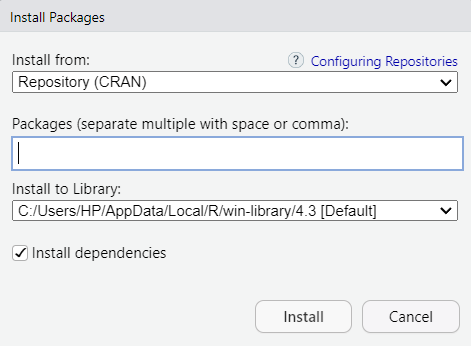 Install Packages
Install from:
? Configuring Repositories
Repository (CRAN)
Packages (separate multiple with space or comma):
Install to Library:
C:/Users/HP/AppData/Local/R/win-library/4.3 [Default]
Install dependencies
Install
Cancel